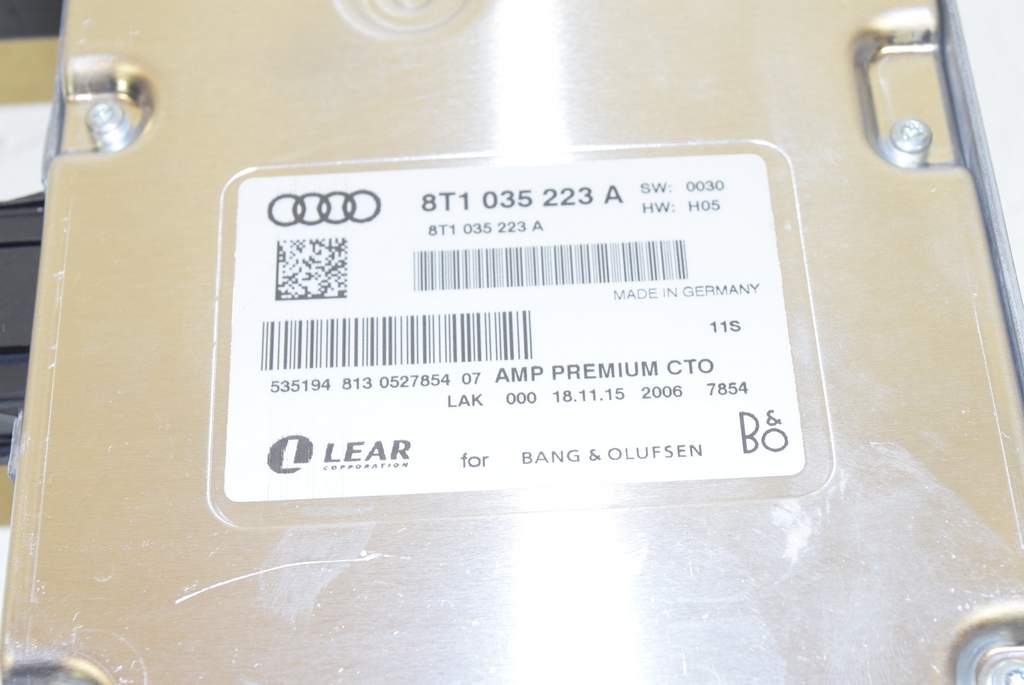 8T1 035 223 A SW: 0030
HW: H05
8T1 035 223 A
MADE IN GERMANY
11S
535194 813 0527854 07 AMP PREMIUM CTO
LAK 000 18.11.15 2006 7854
L LEAR
CORPORATION
for BANG & OLUFSEN
B&O